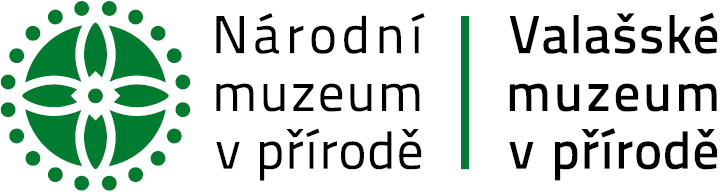 Národní
muzeum
v přírodě
Valašské
muzeum
v přírodě